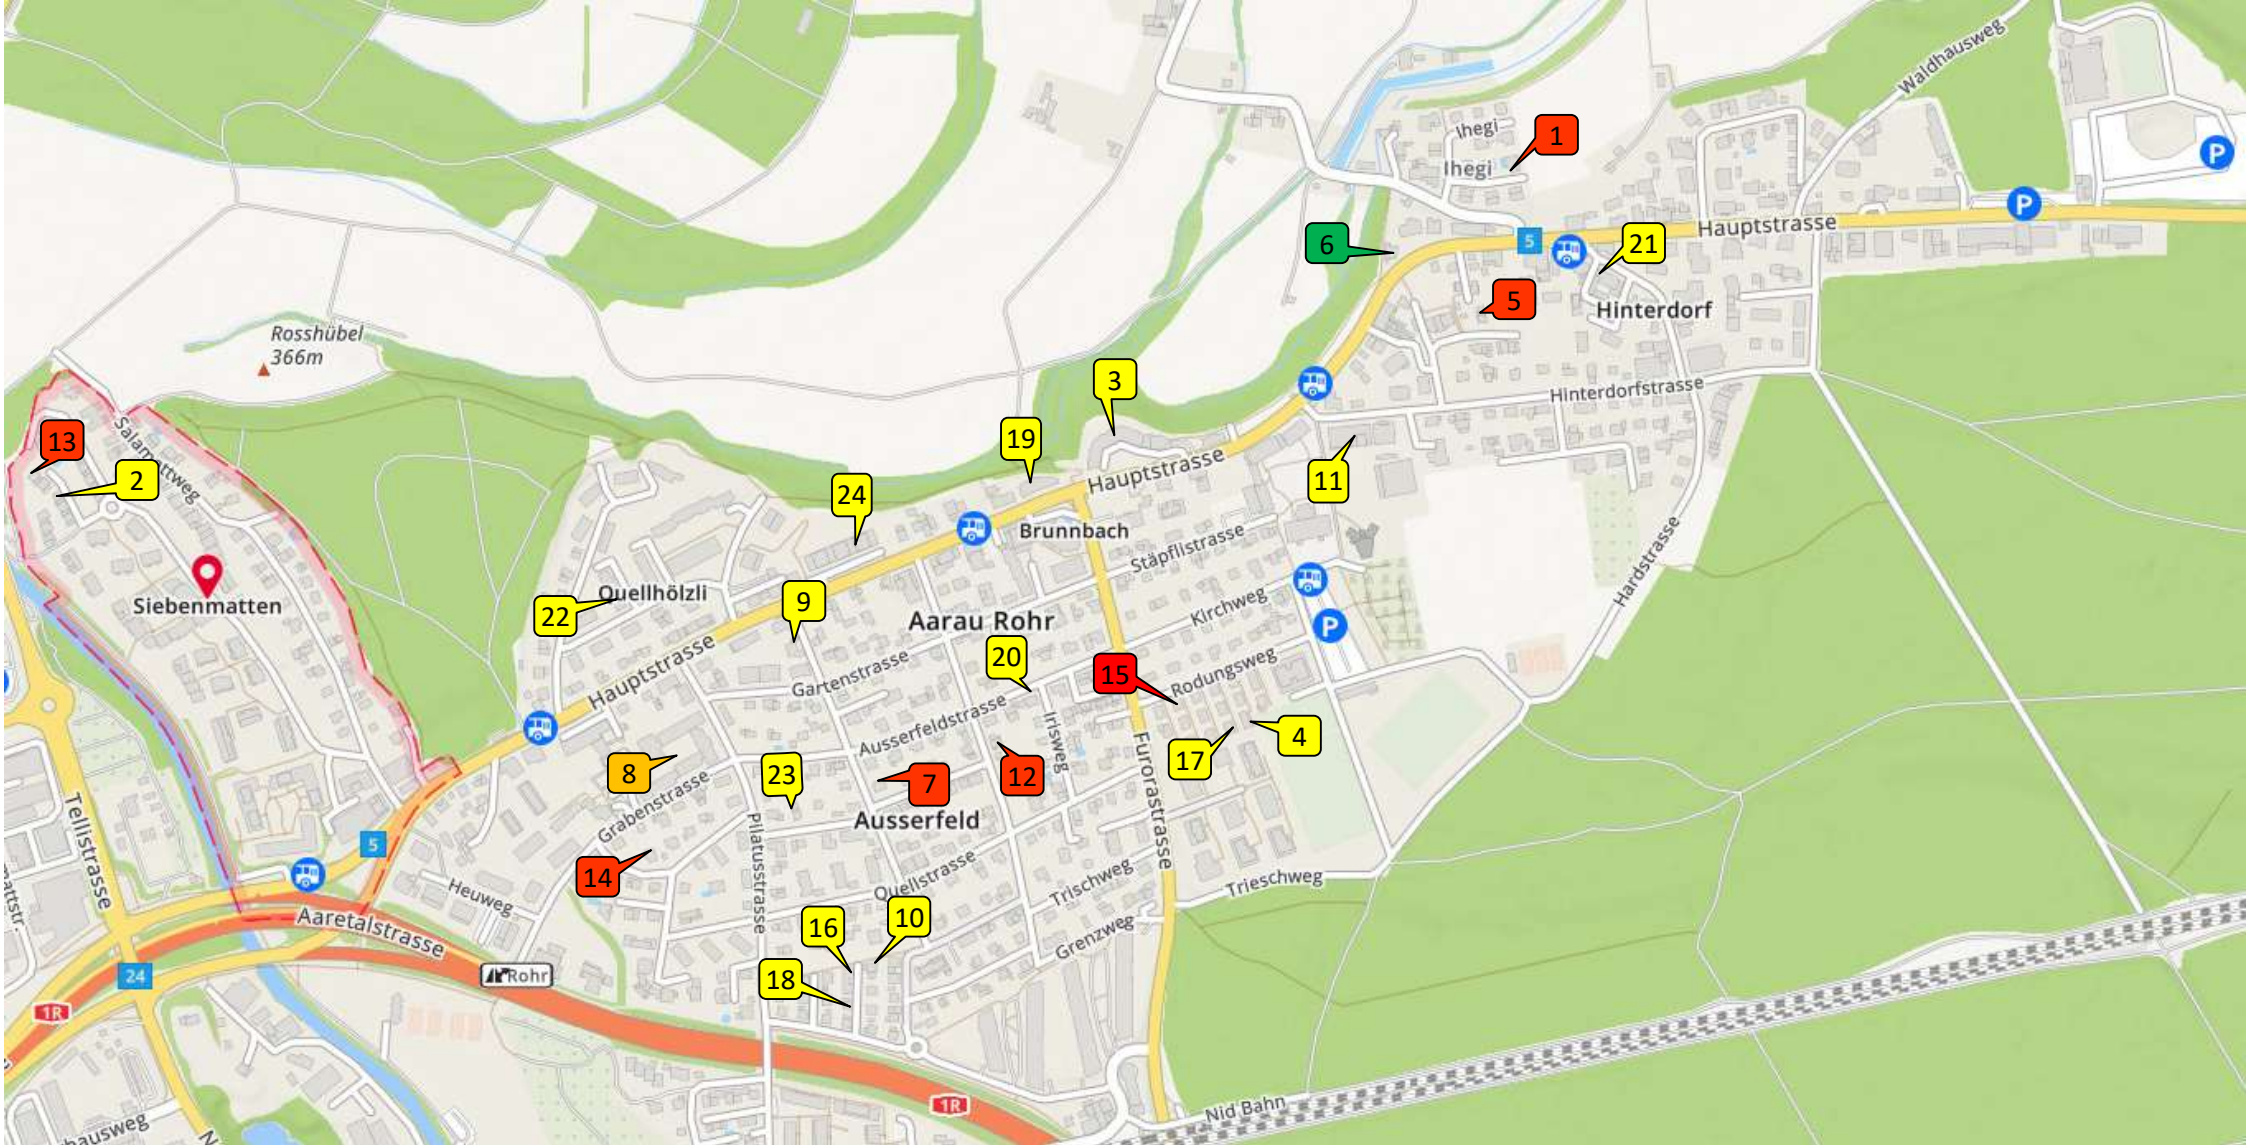 Waldhausweg
Ihegi
1
Ihegi
P
P
6
5
21
Hauptstrasse
5
Hinterdorf
Rosshübel
366m
3
Hinterdorfstrasse
13
Salamattweg
2
19
Hauptstrasse
11
24
Brunnbach
Stäpflistrasse
Hardstrasse
Siebenmatten
Quellhölzli
22
9
Aarau Rohr
Kirchweg
P
Hauptstrasse
Gartenstrasse
20
15
Rodungsweg
Ausserfeldstrasse
Irisweg
17
4
8
23
7
12
Furorastrasse
Tellistrasse
Grabenstrasse
Pilatusstrasse
Ausserfeld
5
14
Heuweg
Quellstrasse
Trischweg
Trieschweg
Aaretalstrasse
16
10
Grenzweg
24
Rohr
18
1R
1R
Nid Bahn
hausweg
N